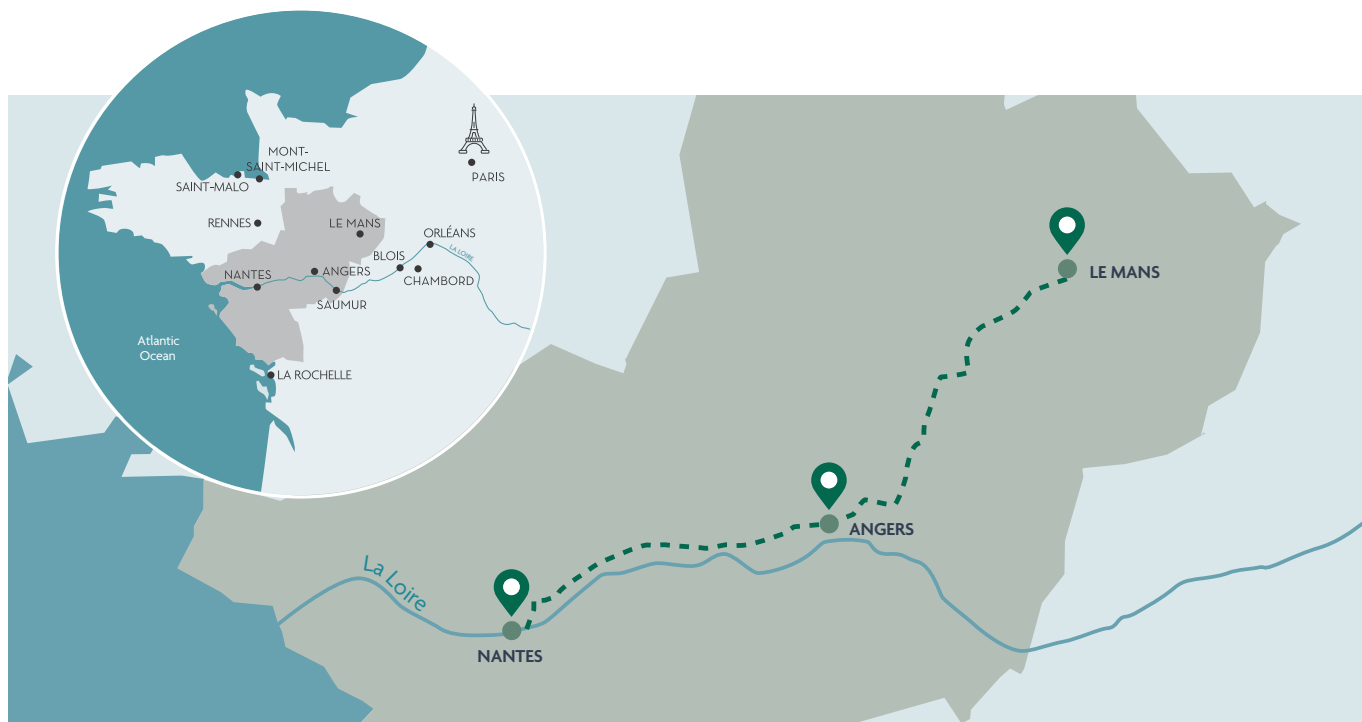 MONT-
SAINT-MICHEL
SAINT-MALO
PARIS
RENNES
LE MANS
ORLÉANS
LA LOIRE
BLOIS
NANTES
ANGERS
CHAMBORD
SAUMUR
Atlantic
Ocean
LA ROCHELLE
LE MANS
ANGERS
La Loire
NANTES